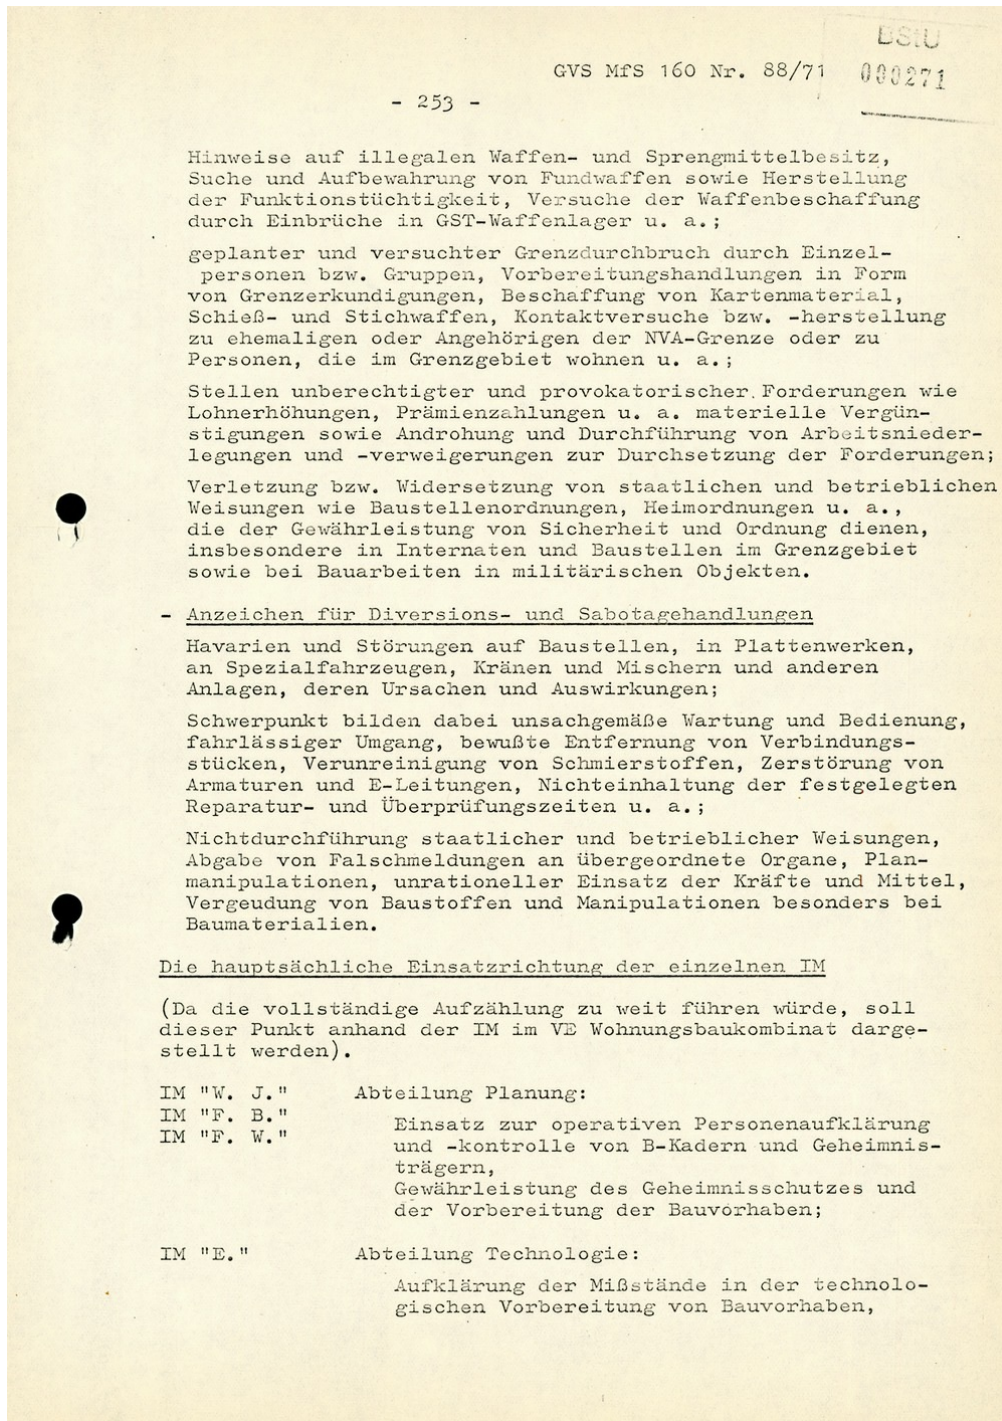 BStU
000271
GVS MfS 160 Nr. 88/71
- 253 -
Hinweise auf illegalen Waffen- und Sprengmittelbesitz,
Suche und Aufbewahrung von Fundwaffen sowie Herstellung
der Funktionstüchtigkeit, Versuche der Waffenbeschaffung
durch Einbrüche in GST-Waffenlager u. a.;
geplanter und versuchter Grenzdurchbruch durch Einzel-
personen bzw. Gruppen, Vorbereitungshandlungen in Form
von Grenzerkundigungen, Beschaffung von Kartenmaterial,
Schieß- und Stichwaffen, Kontaktversuche bzw. -herstellung
zu ehemaligen oder Angehörigen der NVA-Grenze oder zu
Personen, die im Grenzgebiet wohnen u. a.;
Stellen unberechtigter und provokatorischer Forderungen wie
Lohnerhöhungen, Prämienzahlungen u. a. materielle Vergün-
stigungen sowie Androhung und Durchführung von Arbeitsnieder-
legungen und -verweigerungen zur Durchsetzung der Forderungen;
Verletzung bzw. Widersetzung von staatlichen und betrieblichen
Weisungen wie Baustellenordnungen, Heimordnungen u. a.,
die der Gewährleistung von Sicherheit und Ordnung dienen,
insbesondere in Internaten und Baustellen im Grenzgebiet
sowie bei Bauarbeiten in militärischen Objekten.
- Anzeichen für Diversions- und Sabotagehandlungen
Havarien und Störungen auf Baustellen, in Plattenwerken,
an Spezialfahrzeugen, Kränen und Mischern und anderen
Anlagen, deren Ursachen und Auswirkungen;
Schwerpunkt bilden dabei unsachgemäße Wartung und Bedienung,
fahrlässiger Umgang, bewußte Entfernung von Verbindungs-
stücken, Verunreinigung von Schmierstoffen, Zerstörung von
Armaturen und E-Leitungen, Nichteinhaltung der festgelegten
Reparatur- und Überprüfungszeiten u. a.;
Nichtdurchführung staatlicher und betrieblicher Weisungen,
Abgabe von Falschmeldungen an übergeordnete Organe, Plan-
manipulationen, unrationeller Einsatz der Kräfte und Mittel,
Vergeudung von Baustoffen und Manipulationen besonders bei
Baumaterialien.
Die hauptsächliche Einsatzrichtung der einzelnen IM
(Da die vollständige Aufzählung zu weit führen würde, soll
dieser Punkt anhand der IM im VE Wohnungsbaukombinat darge-
stellt werden).
IM "W. J."
IM "F. B."
IM "F. W."
Abteilung Planung:
Einsatz zur operativen Personenaufklärung
und -kontrolle von B-Kadern und Geheimnis-
trägern,
Gewährleistung des Geheimnisschutzes und
der Vorbereitung der Bauvorhaben;
IM "E."
Abteilung Technologie:
Aufklärung der Mißstände in der technolo-
gischen Vorbereitung von Bauvorhaben,